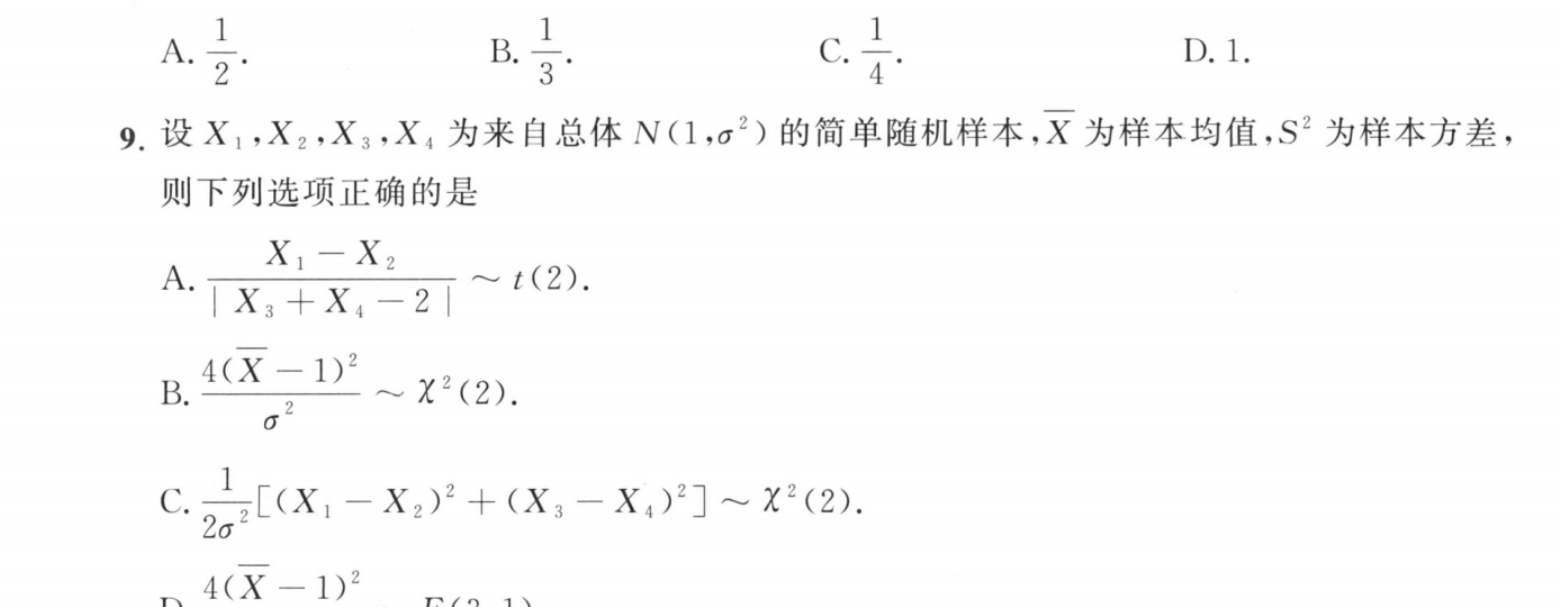 A. 1/2. B. 1/3. C. 1/4. D. 1.
9. 设 X₁,X₂,X₃,X₄ 为来自总体 N(1,σ²) 的简单随机样本,X̅ 为样本均值,S² 为样本方差,
则下列选项正确的是
A. (X₁ − X₂)/|X₃ + X₄ − 2| ~ t(2).
B. 4(X̅ − 1)²/σ² ~ χ²(2).
C. 1/(2σ²)[(X₁ − X₂)² + (X₃ − X₄)²] ~ χ²(2).
4(X̅ − 1)²